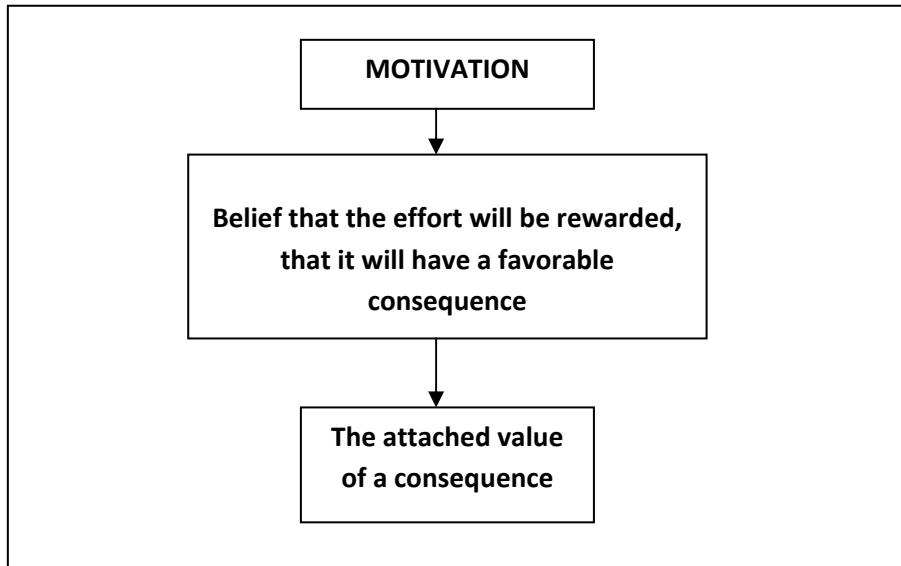 MOTIVATION
Belief that the effort will be rewarded,
that it will have a favorable
consequence
The attached value
of a consequence